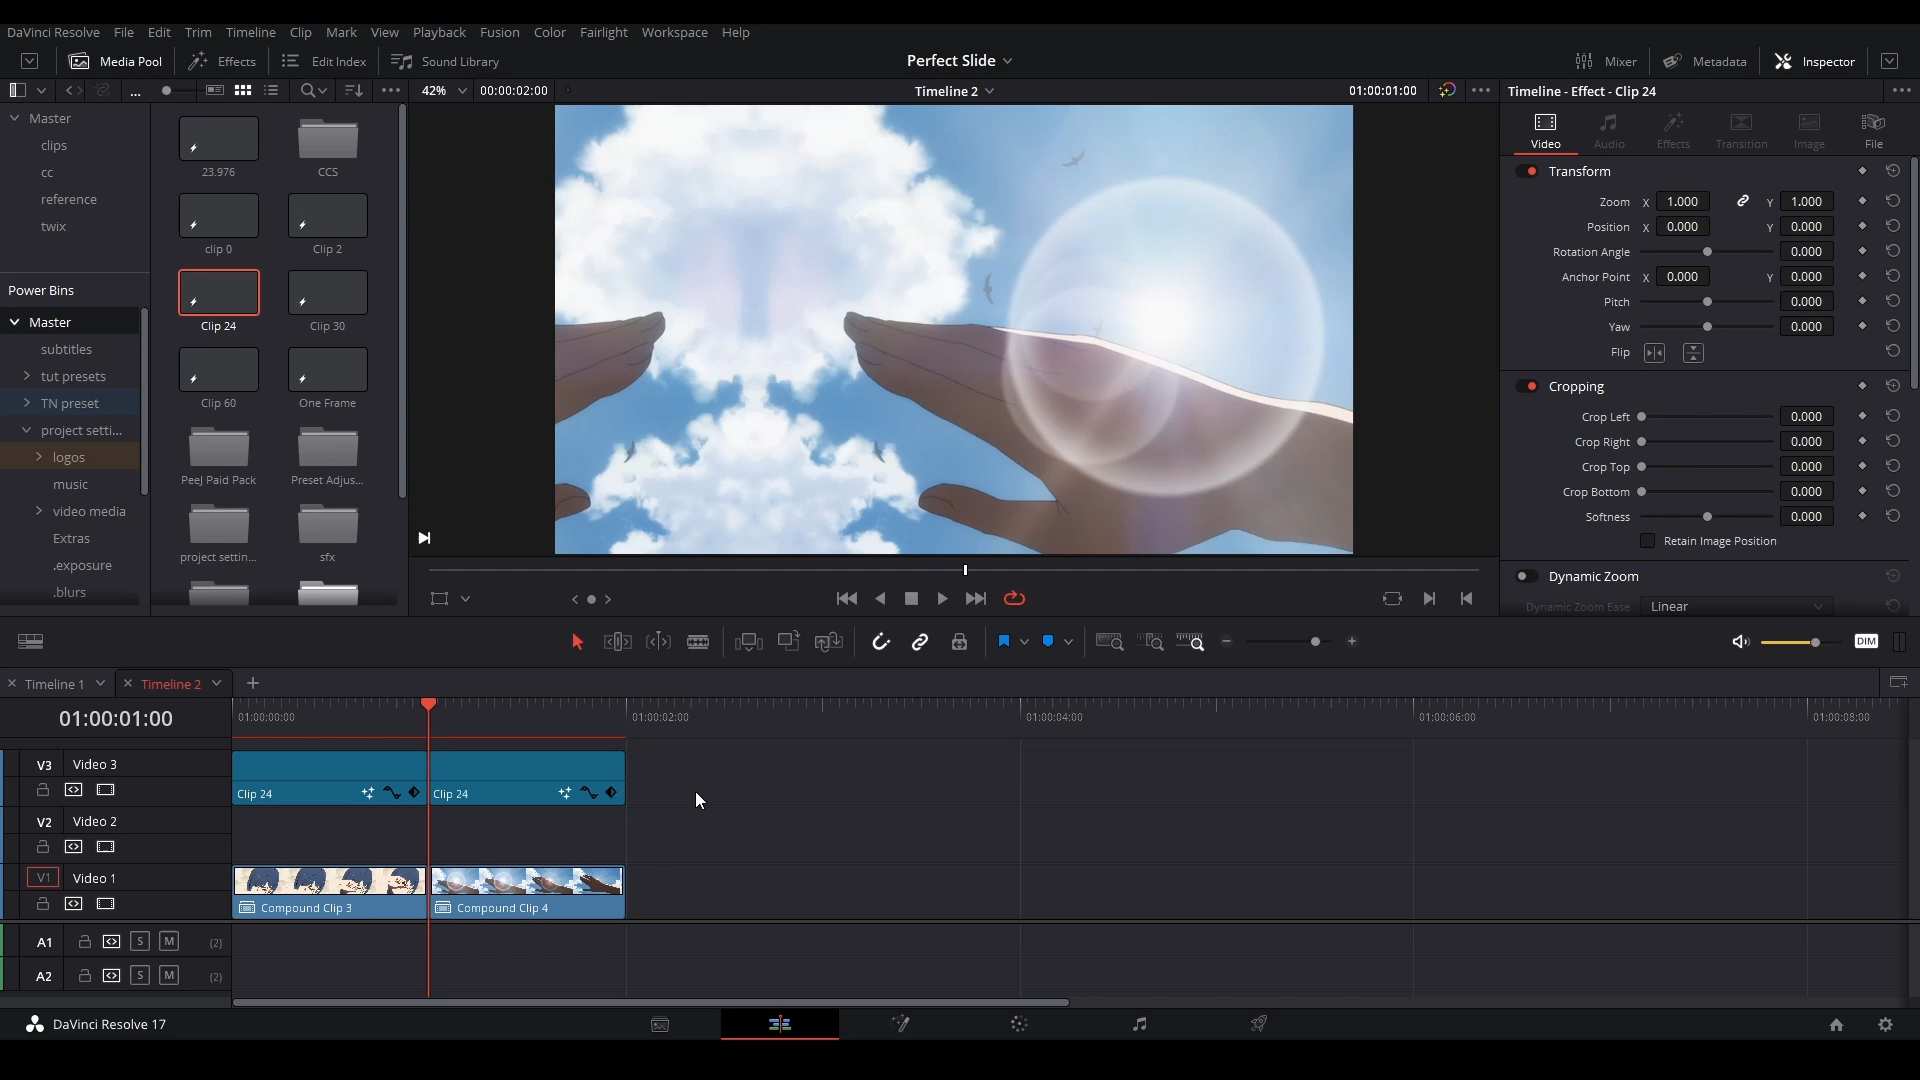 DaVinci Resolve File Edit Trim Timeline Clip Mark View Playback Fusion Color Fairlight Workspace Help
Media Pool Effects Edit Index Sound Library Perfect Slide Mixer Metadata Inspector
... 42% 00:00:02:00 Timeline 2 01:00:01:00 Timeline - Effect - Clip 24
Master
clips
cc
reference
twix
Power Bins
Master
subtitles
tut presets
TN preset
project setti...
logos
music
video media
Extras
.exposure
.blurs
23.976 CCS
clip 0 Clip 2
Clip 24 Clip 30
Clip 60 One Frame
PeeJ Paid Pack Preset Adjus...
project settin... sfx
Video Audio Effects Transition Image File
Transform
Zoom X 1.000 Y 1.000
Position X 0.000 Y 0.000
Rotation Angle 0.000
Anchor Point X 0.000 Y 0.000
Pitch 0.000
Yaw 0.000
Flip
Cropping
Crop Left 0.000
Crop Right 0.000
Crop Top 0.000
Crop Bottom 0.000
Softness 0.000
Retain Image Position
Dynamic Zoom
Dynamic Zoom Ease Linear
DIM
Timeline 1 Timeline 2
01:00:01:00 01:00:00:00 01:00:02:00 01:00:04:00 01:00:06:00 01:00:08:00
V3 Video 3
Clip 24 Clip 24
V2 Video 2
V1 Video 1
Compound Clip 3 Compound Clip 4
A1 S M (2)
A2 S M (2)
DaVinci Resolve 17